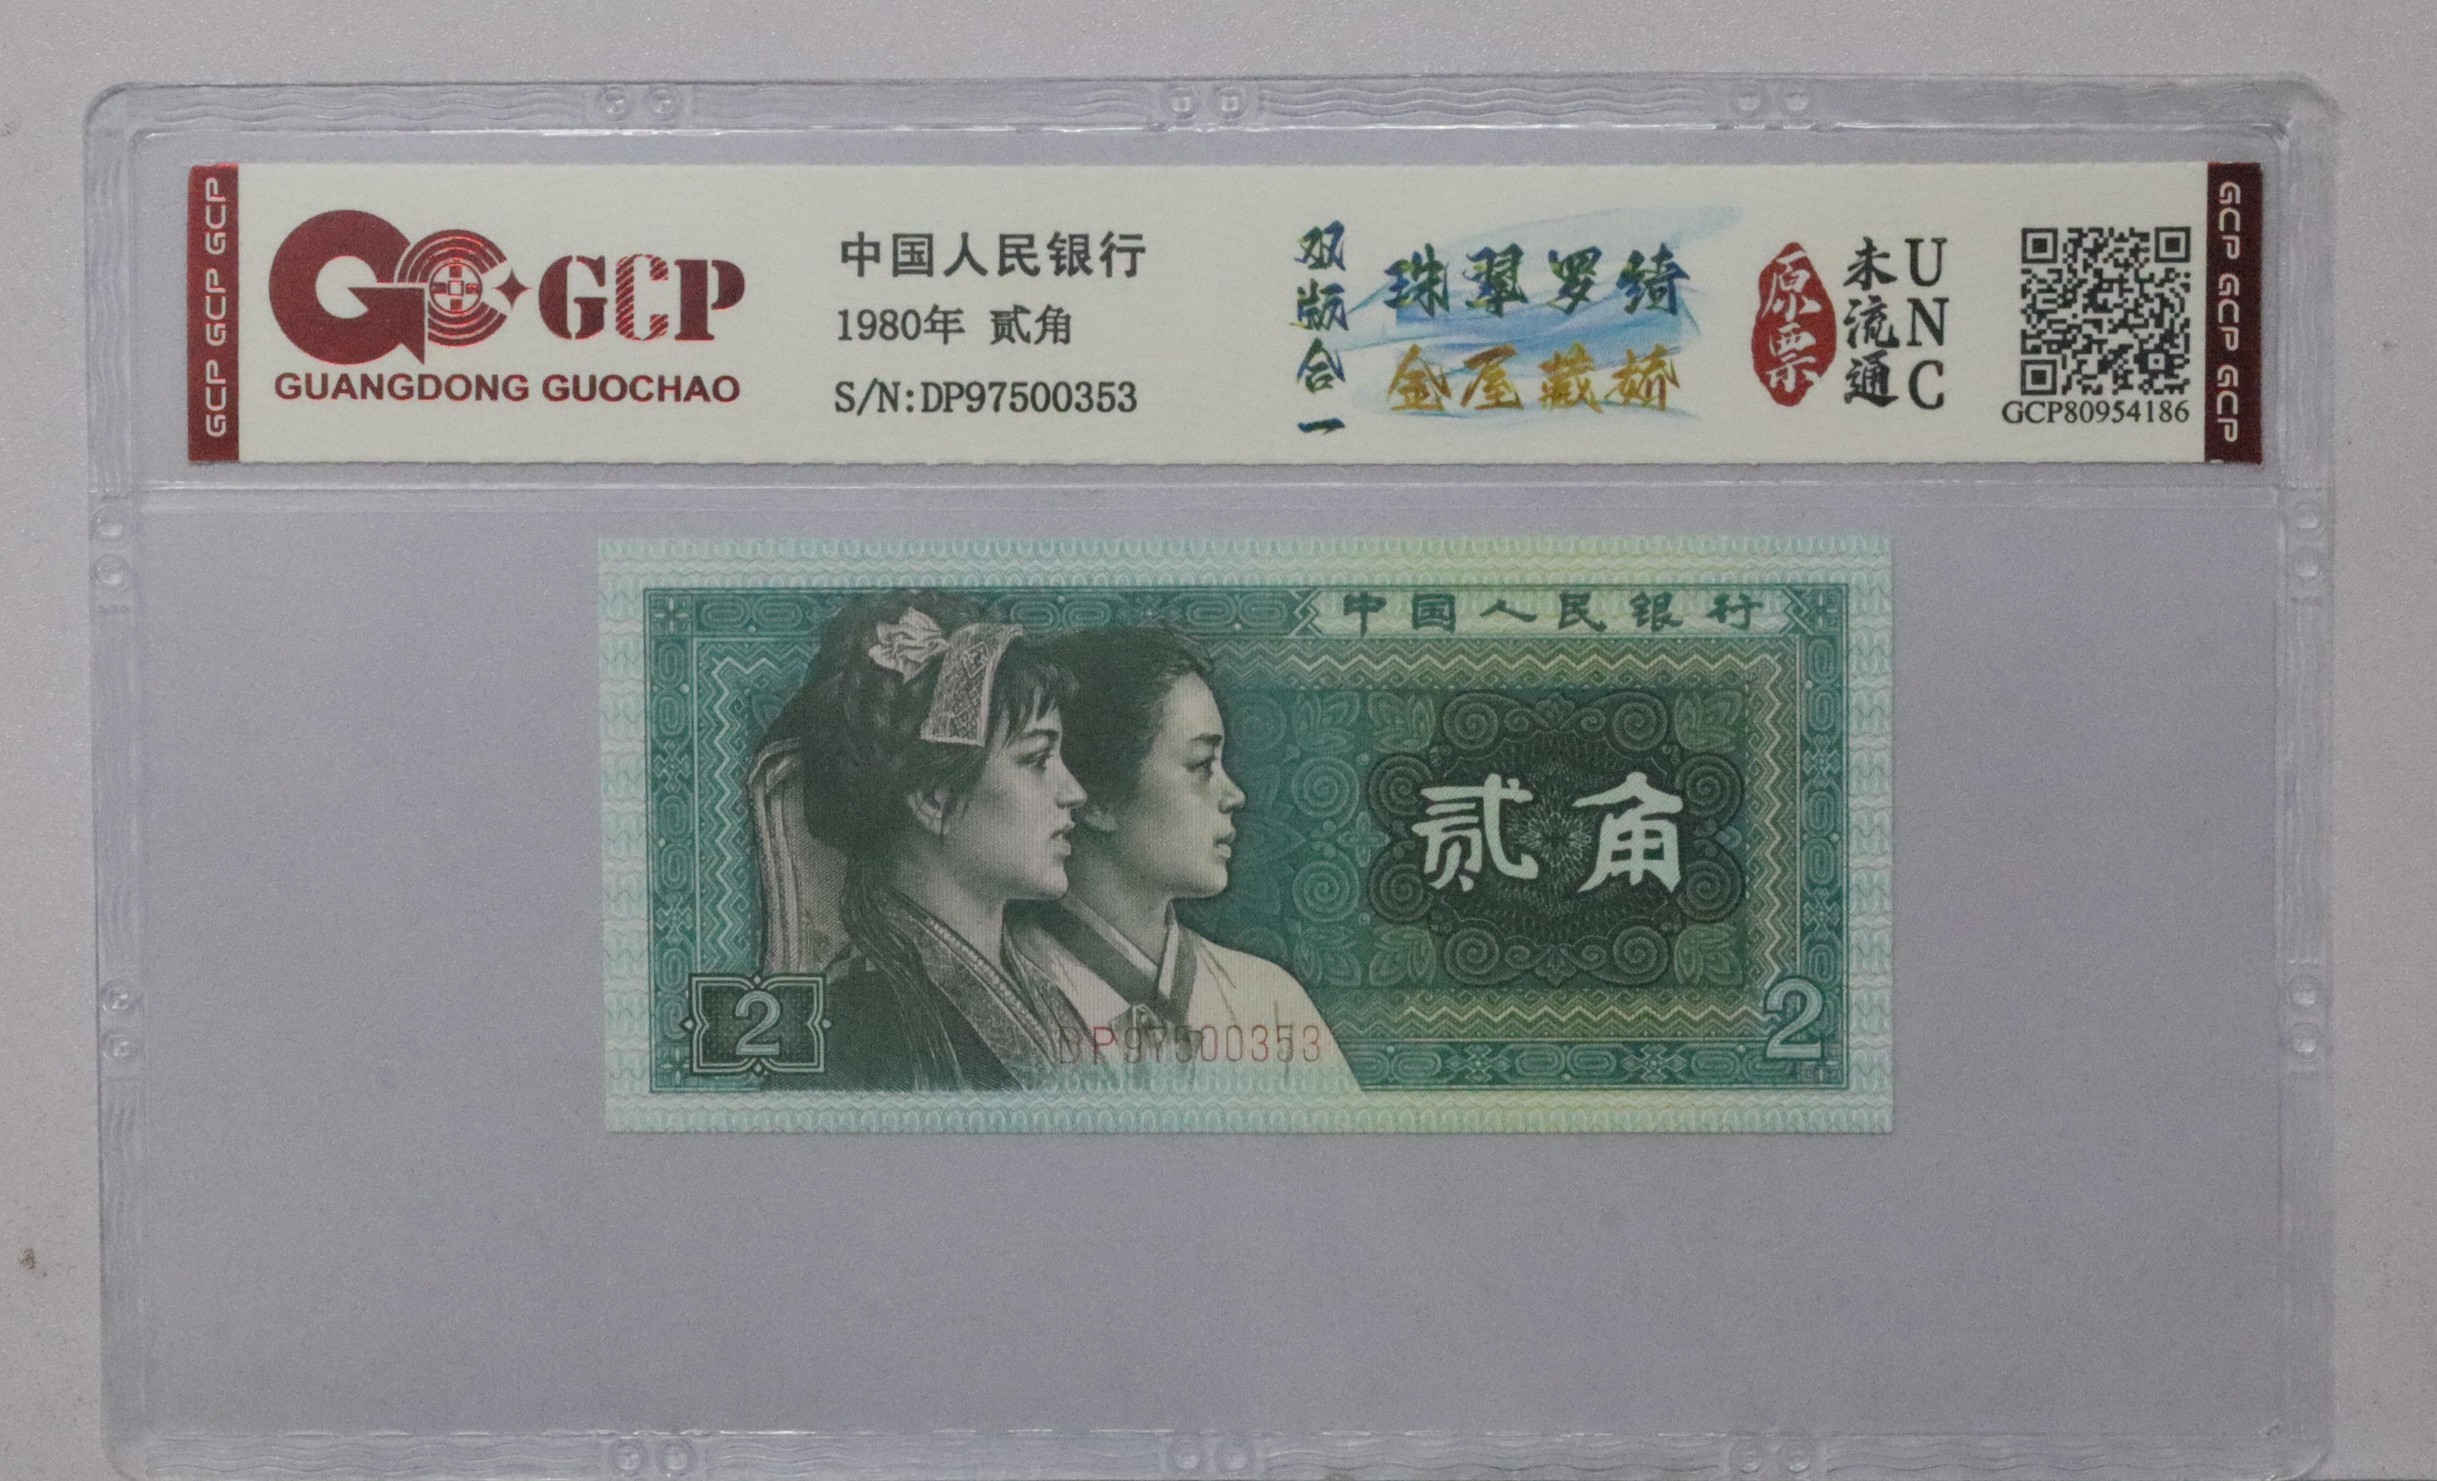 GCP GCP GCP
GCP
GUANGDONG GUOCHAO
中国人民银行
1980年 贰角
S/N:DP97500353
双版合一
珠翠罗绮
金屋藏娇
原票
未流通
UNC
GCP80954186
GCP GCP GCP
中国人民银行
贰角
2
DP97500353
2